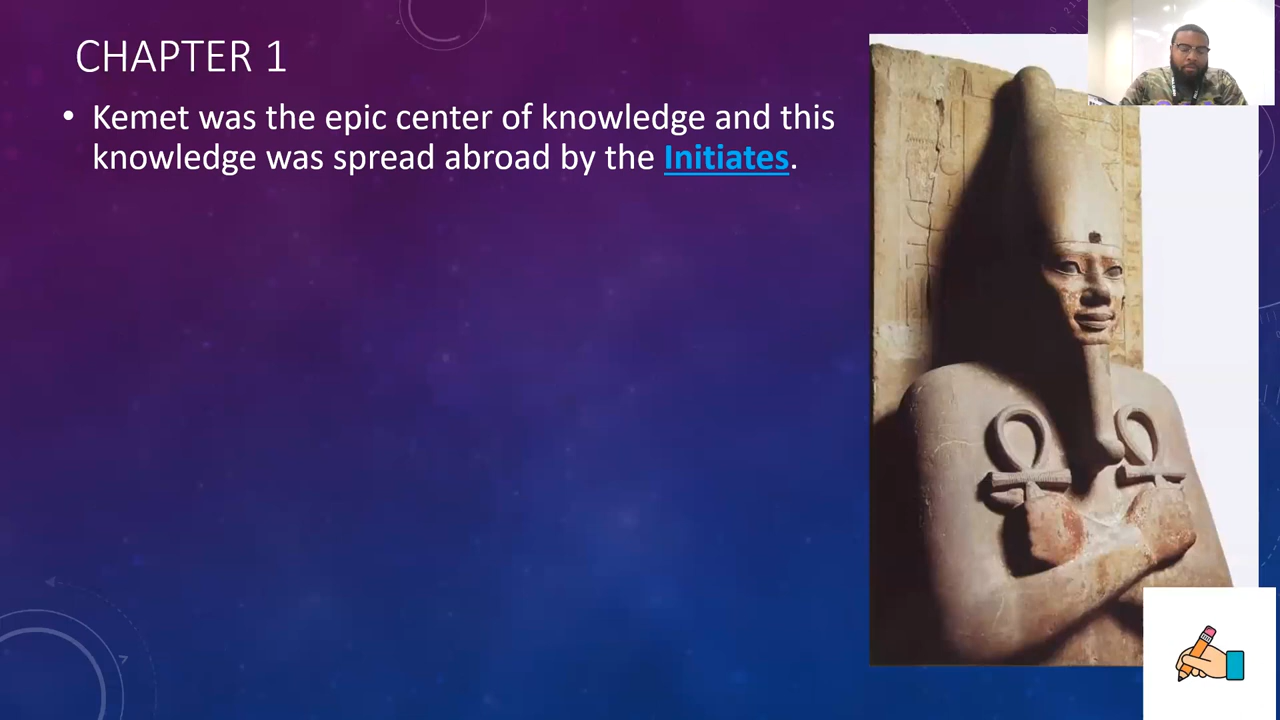 CHAPTER 1
• Kemet was the epic center of knowledge and this
knowledge was spread abroad by the Initiates.